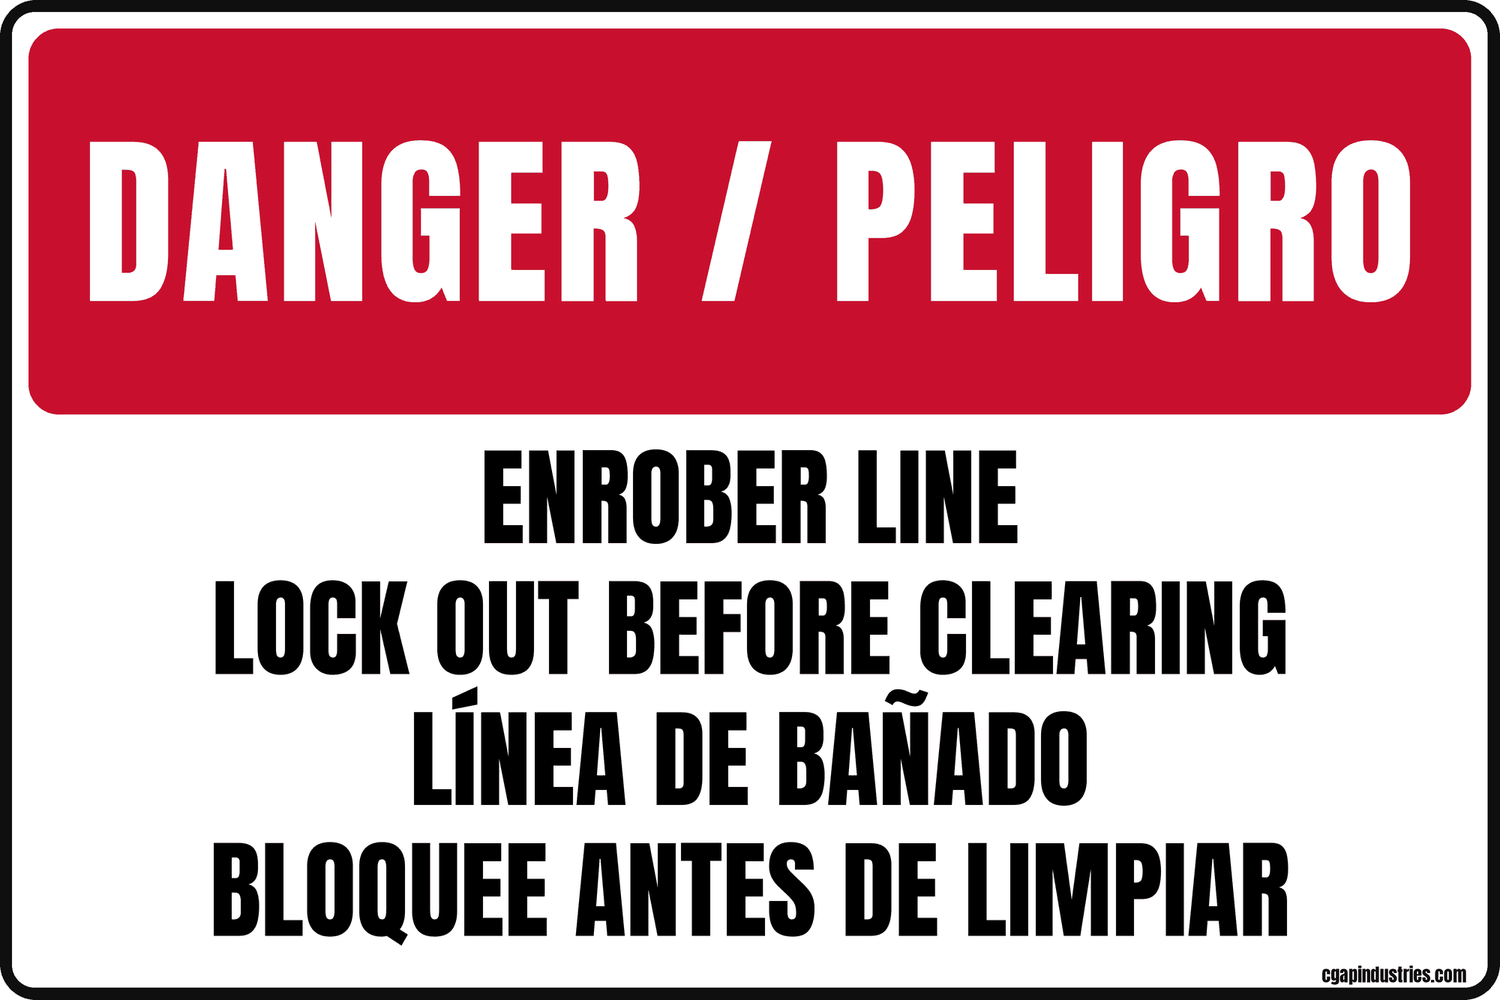 DANGER / PELIGRO
ENROBER LINE
LOCK OUT BEFORE CLEARING
LÍNEA DE BAÑADO
BLOQUEE ANTES DE LIMPIAR
cgapindustries.com